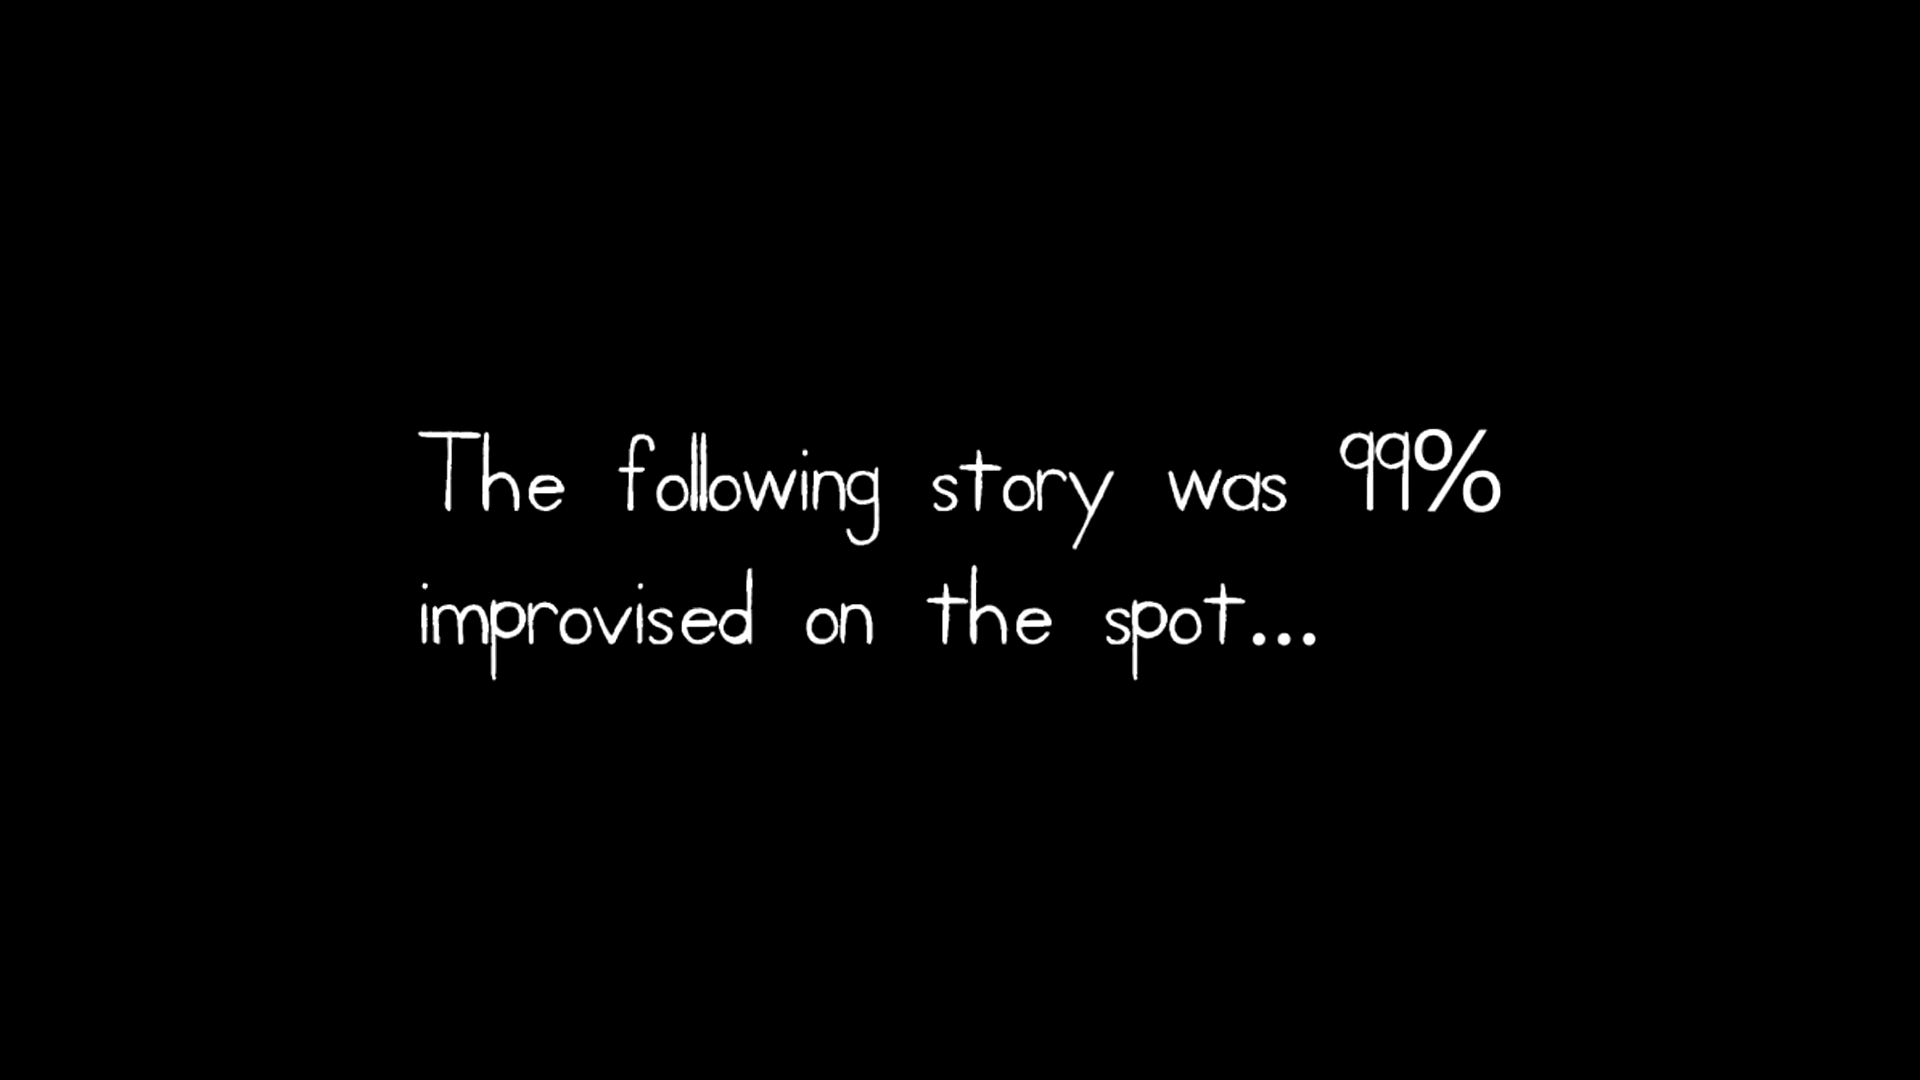 The following story was 99%
improvised on the spot...